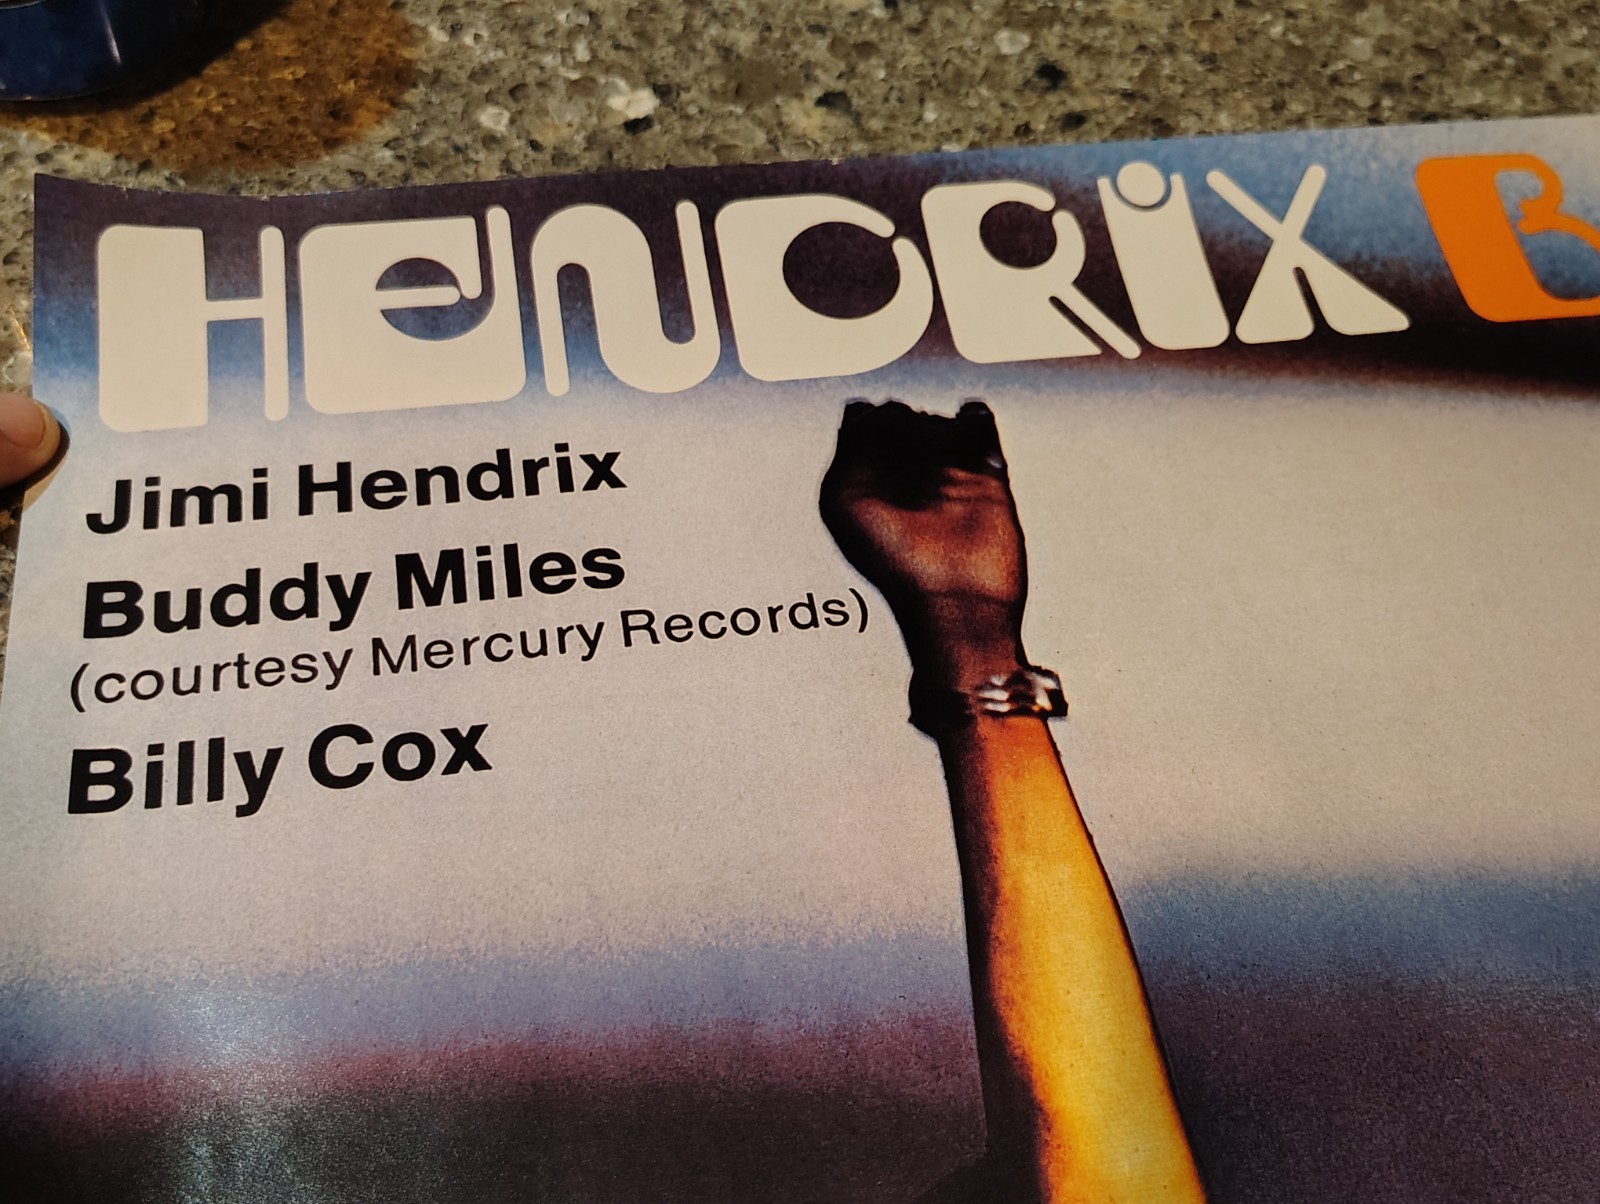 HENDRIX B
Jimi Hendrix
Buddy Miles
(courtesy Mercury Records)
Billy Cox